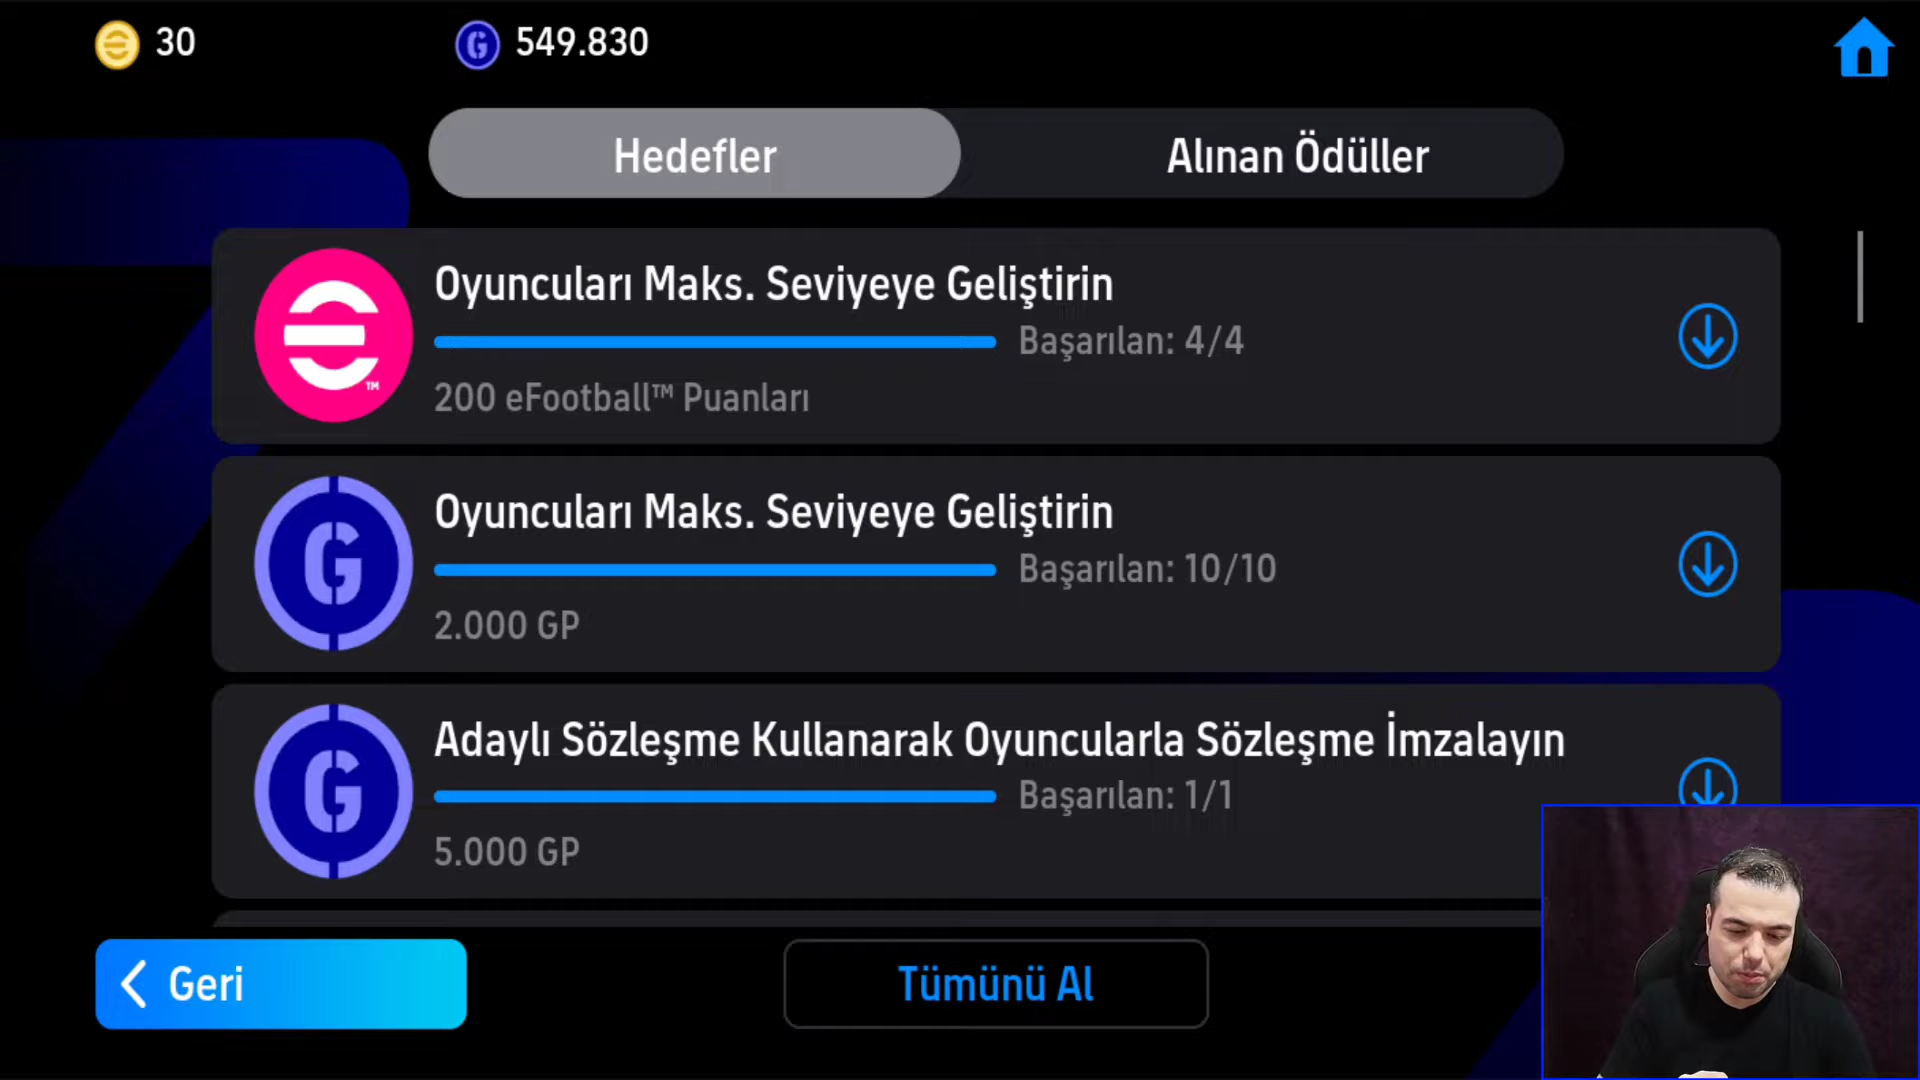 30
549.830
Hedefler
Alınan Ödüller
Oyuncuları Maks. Seviyeye Geliştirin
Başarılan: 4/4
200 eFootball™ Puanları
Oyuncuları Maks. Seviyeye Geliştirin
Başarılan: 10/10
2.000 GP
Adaylı Sözleşme Kullanarak Oyuncularla Sözleşme İmzalayın
Başarılan: 1/1
5.000 GP
Geri
Tümünü Al